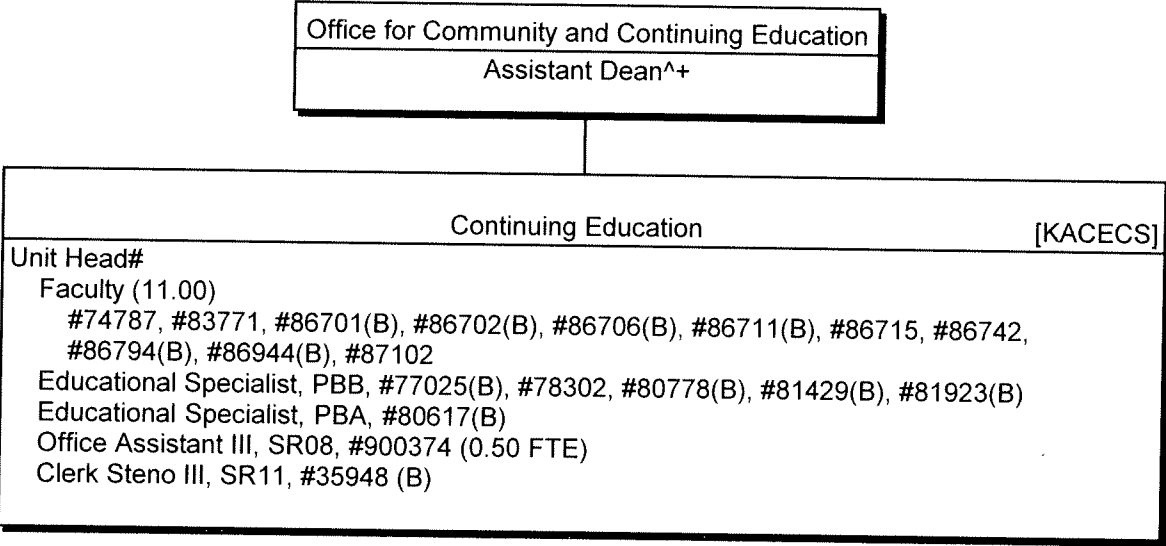 Office for Community and Continuing Education
Assistant Dean^+
Continuing Education [KACECS]
Unit Head#
Faculty (11.00)
#74787, #83771, #86701(B), #86702(B), #86706(B), #86711(B), #86715, #86742,
#86794(B), #86944(B), #87102
Educational Specialist, PBB, #77025(B), #78302, #80778(B), #81429(B), #81923(B)
Educational Specialist, PBA, #80617(B)
Office Assistant III, SR08, #900374 (0.50 FTE)
Clerk Steno III, SR11, #35948 (B)